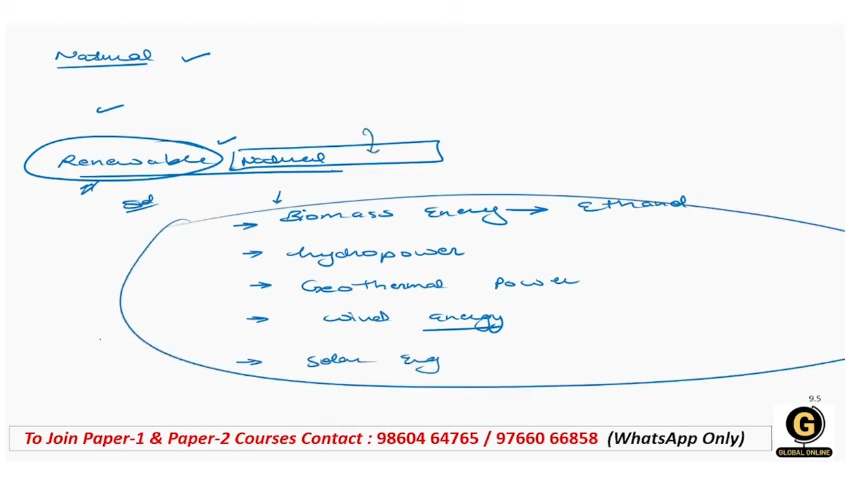 Natural
Renewable Natural
Biomass Energy → Ethanol
hydropower
Geothermal Power
wind energy
Solar Eng
9.5
To Join Paper-1 & Paper-2 Courses Contact : 98604 64765 / 97660 66858 (WhatsApp Only)
G
GLOBAL ONLINE